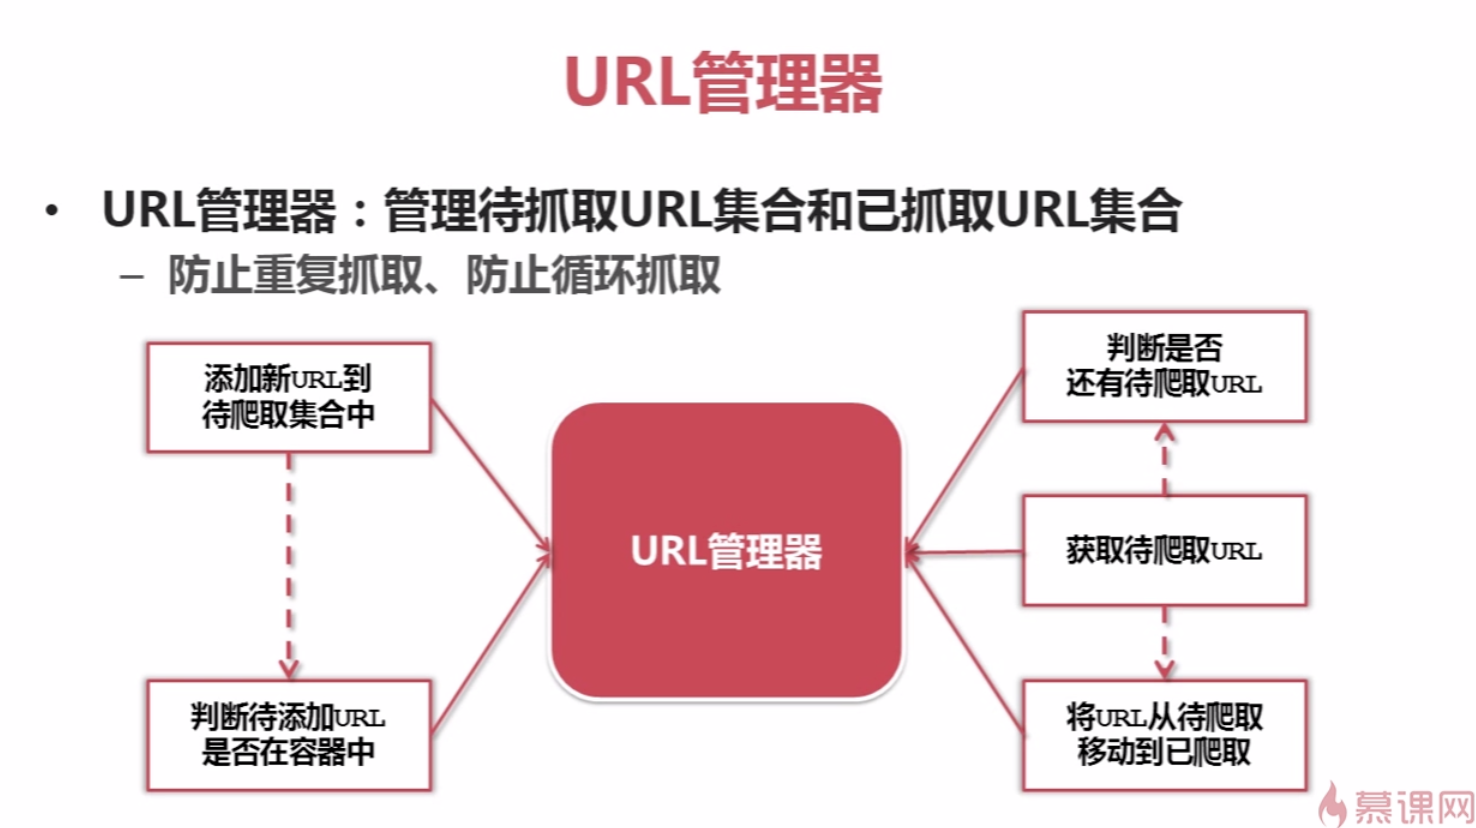 URL管理器
• URL管理器：管理待抓取URL集合和已抓取URL集合
– 防止重复抓取、防止循环抓取
添加新URL到
待爬取集合中
判断待添加URL
是否在容器中
URL管理器
判断是否
还有待爬取URL
获取待爬取URL
将URL从待爬取
移动到已爬取
慕课网